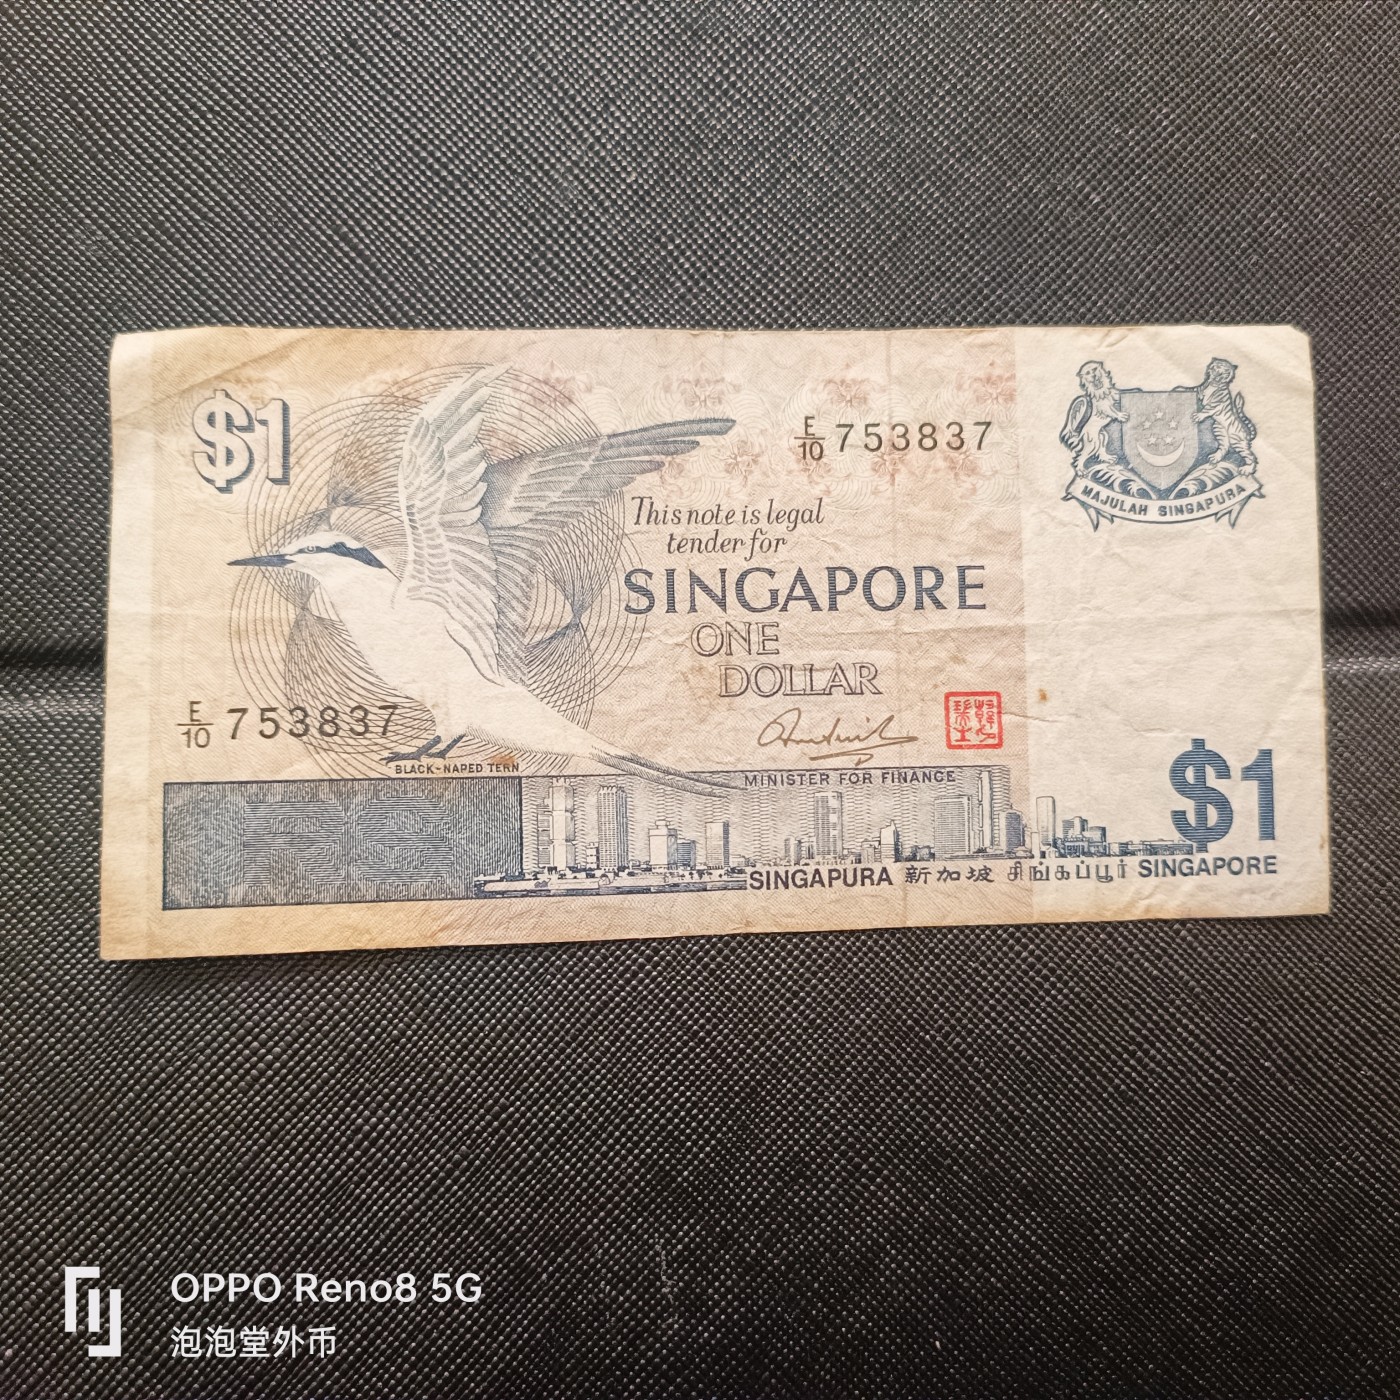 $1
E/10 753837
This note is legal
tender for
SINGAPORE
ONE
DOLLAR
E/10 753837
BLACK-NAPED TERN
MINISTER FOR FINANCE
MAJULAH SINGAPURA
$1
SINGAPURA 新加坡 சிங்கப்பூர் SINGAPORE
OPPO Reno8 5G
泡泡堂外币